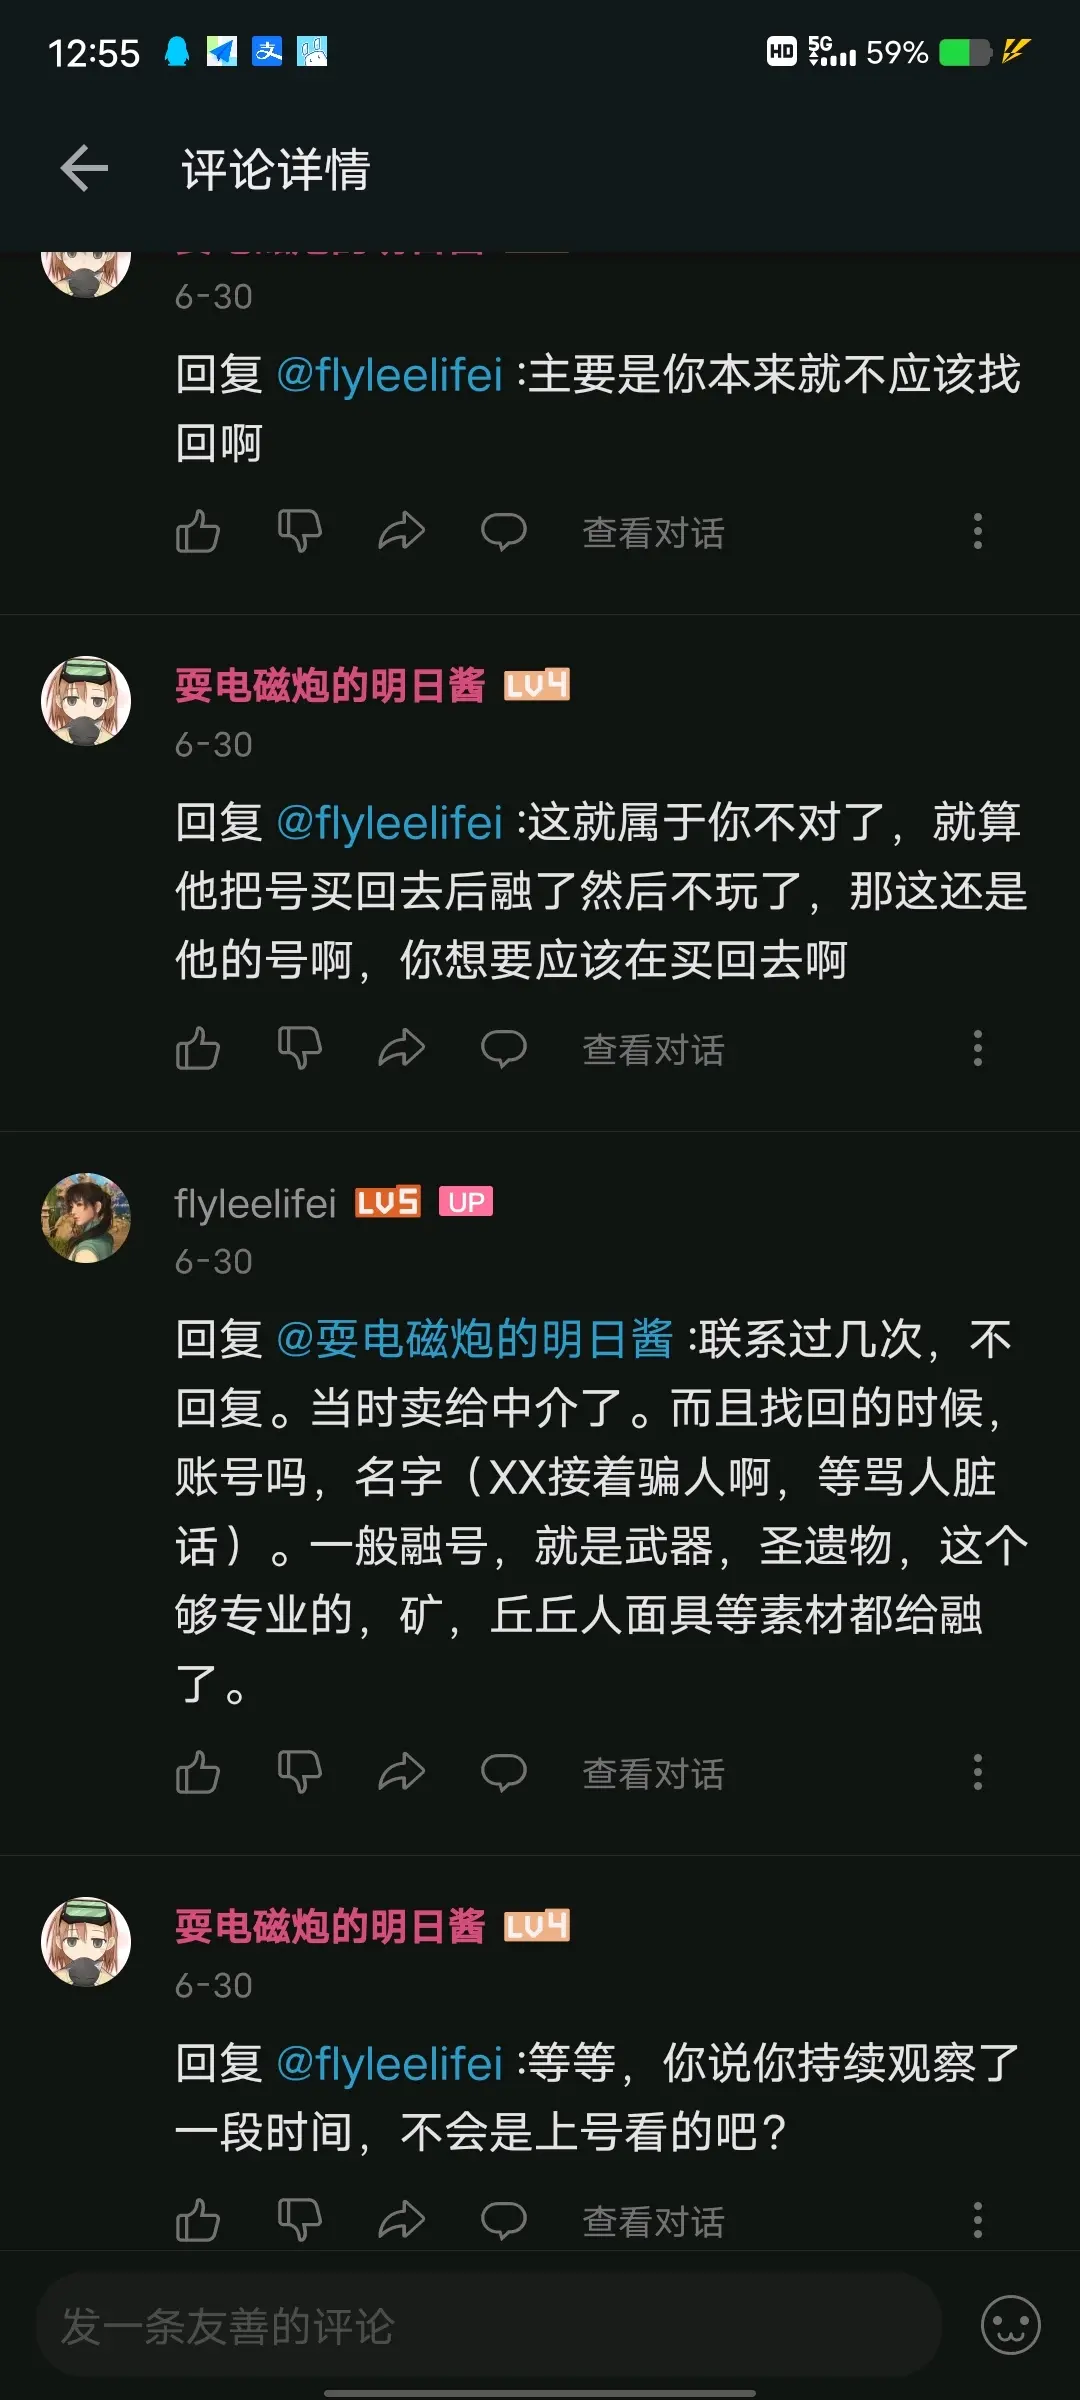 12:55
HD 5G 59%
评论详情
6-30
回复 @flyleelifei :主要是你本来就不应该找
回啊
查看对话
耍电磁炮的明日酱 LV4
6-30
回复 @flyleelifei :这就属于你不对了，就算
他把号买回去后融了然后不玩了，那这还是
他的号啊，你想要应该在买回去啊
查看对话
flyleelifei LV5 UP
6-30
回复 @耍电磁炮的明日酱 :联系过几次，不
回复。当时卖给中介了。而且找回的时候，
账号吗，名字（XX接着骗人啊，等骂人脏
话）。一般融号，就是武器，圣遗物，这个
够专业的，矿，丘丘人面具等素材都给融
了。
查看对话
耍电磁炮的明日酱 LV4
6-30
回复 @flyleelifei :等等，你说你持续观察了
一段时间，不会是上号看的吧？
查看对话
发一条友善的评论